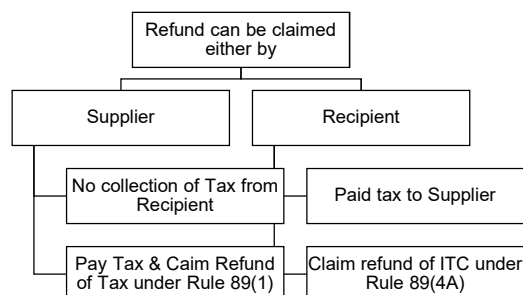 Refund can be claimed
either by
Supplier
Recipient
No collection of Tax from
Recipient
Paid tax to Supplier
Pay Tax & Caim Refund
of Tax under Rule 89(1)
Claim refund of ITC under
Rule 89(4A)